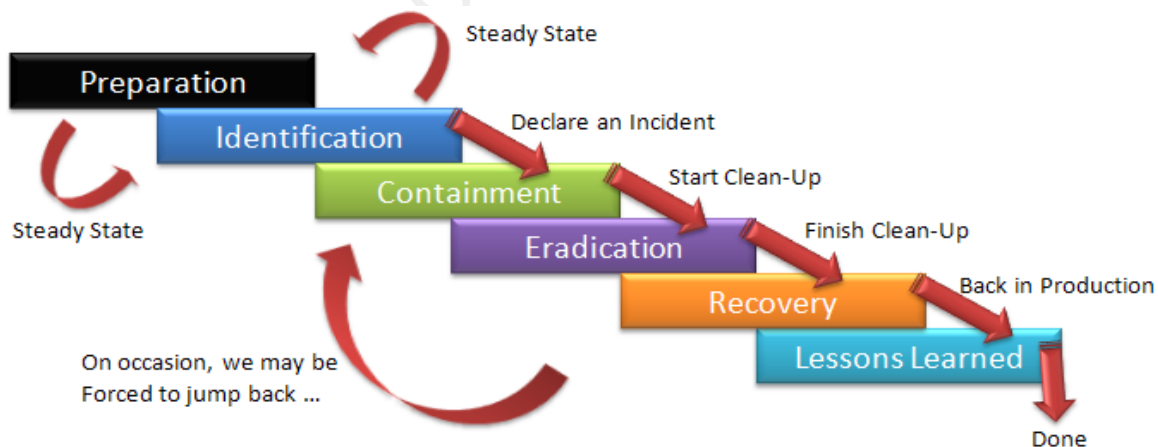 Steady State
Preparation
Identification
Declare an Incident
Containment
Start Clean-Up
Steady State
Eradication
Finish Clean-Up
Recovery
Back in Production
Lessons Learned
On occasion, we may be
Forced to jump back ...
Done